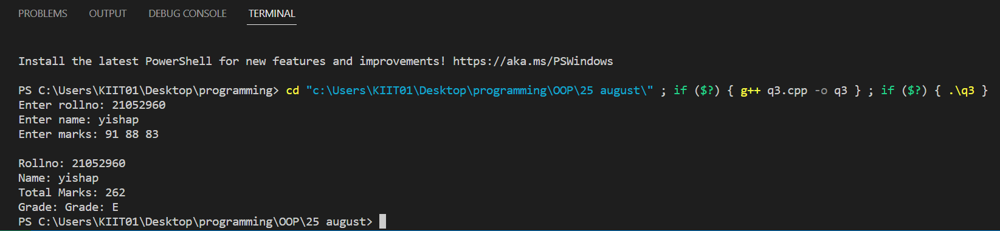 PROBLEMS OUTPUT DEBUG CONSOLE TERMINAL
Install the latest PowerShell for new features and improvements! https://aka.ms/PSWindows
PS C:\Users\KIIT01\Desktop\programming> cd "c:\Users\KIIT01\Desktop\programming\OOP\25 august\" ; if ($?) { g++ q3.cpp -o q3 } ; if ($?) { .\q3 }
Enter rollno: 21052960
Enter name: yishap
Enter marks: 91 88 83
Rollno: 21052960
Name: yishap
Total Marks: 262
Grade: Grade: E
PS C:\Users\KIIT01\Desktop\programming\OOP\25 august>